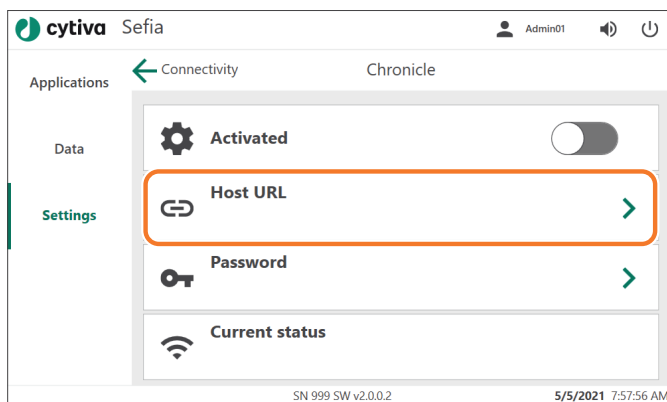 cytiva Sefia Admin01
Applications
Connectivity Chronicle
Activated
Data
Host URL
Settings
Password
Current status
SN 999 SW v2.0.0.2 5/5/2021 7:57:56 AM